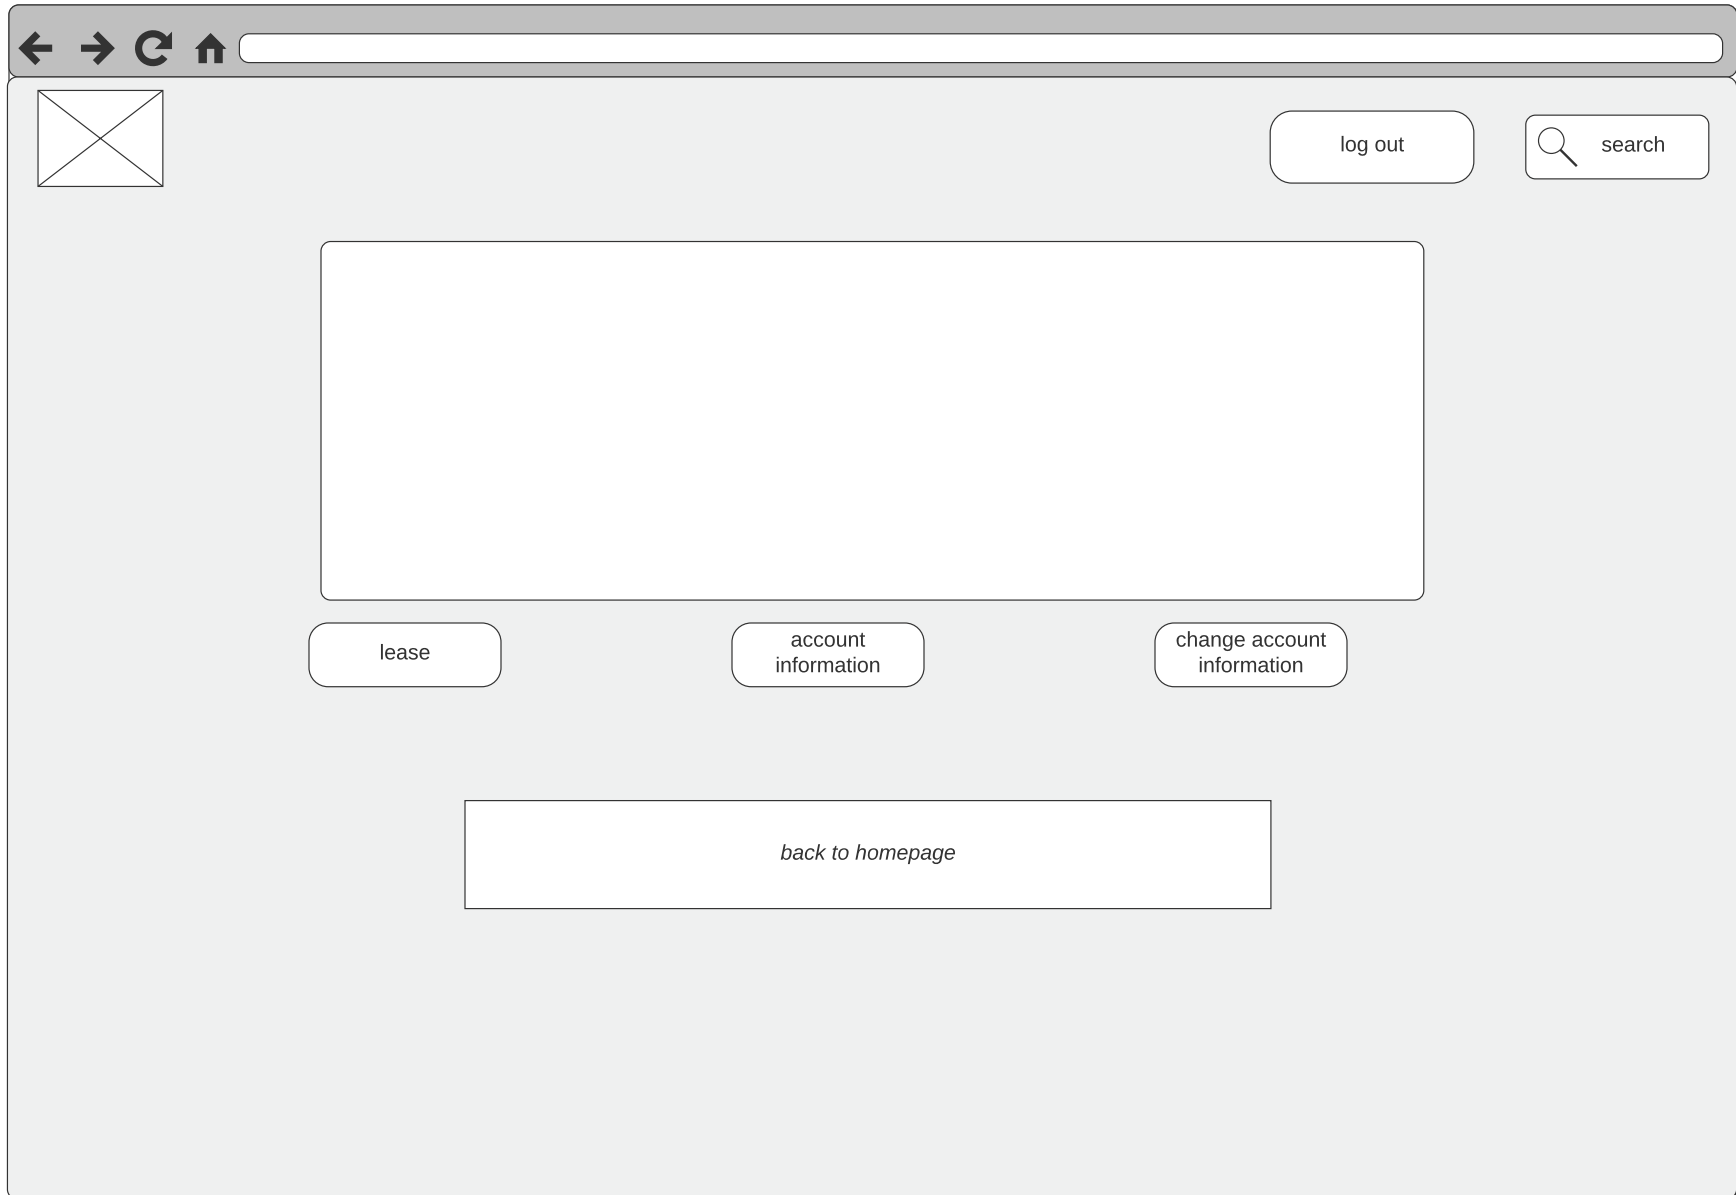 log out
search
lease
account
information
change account
information
back to homepage